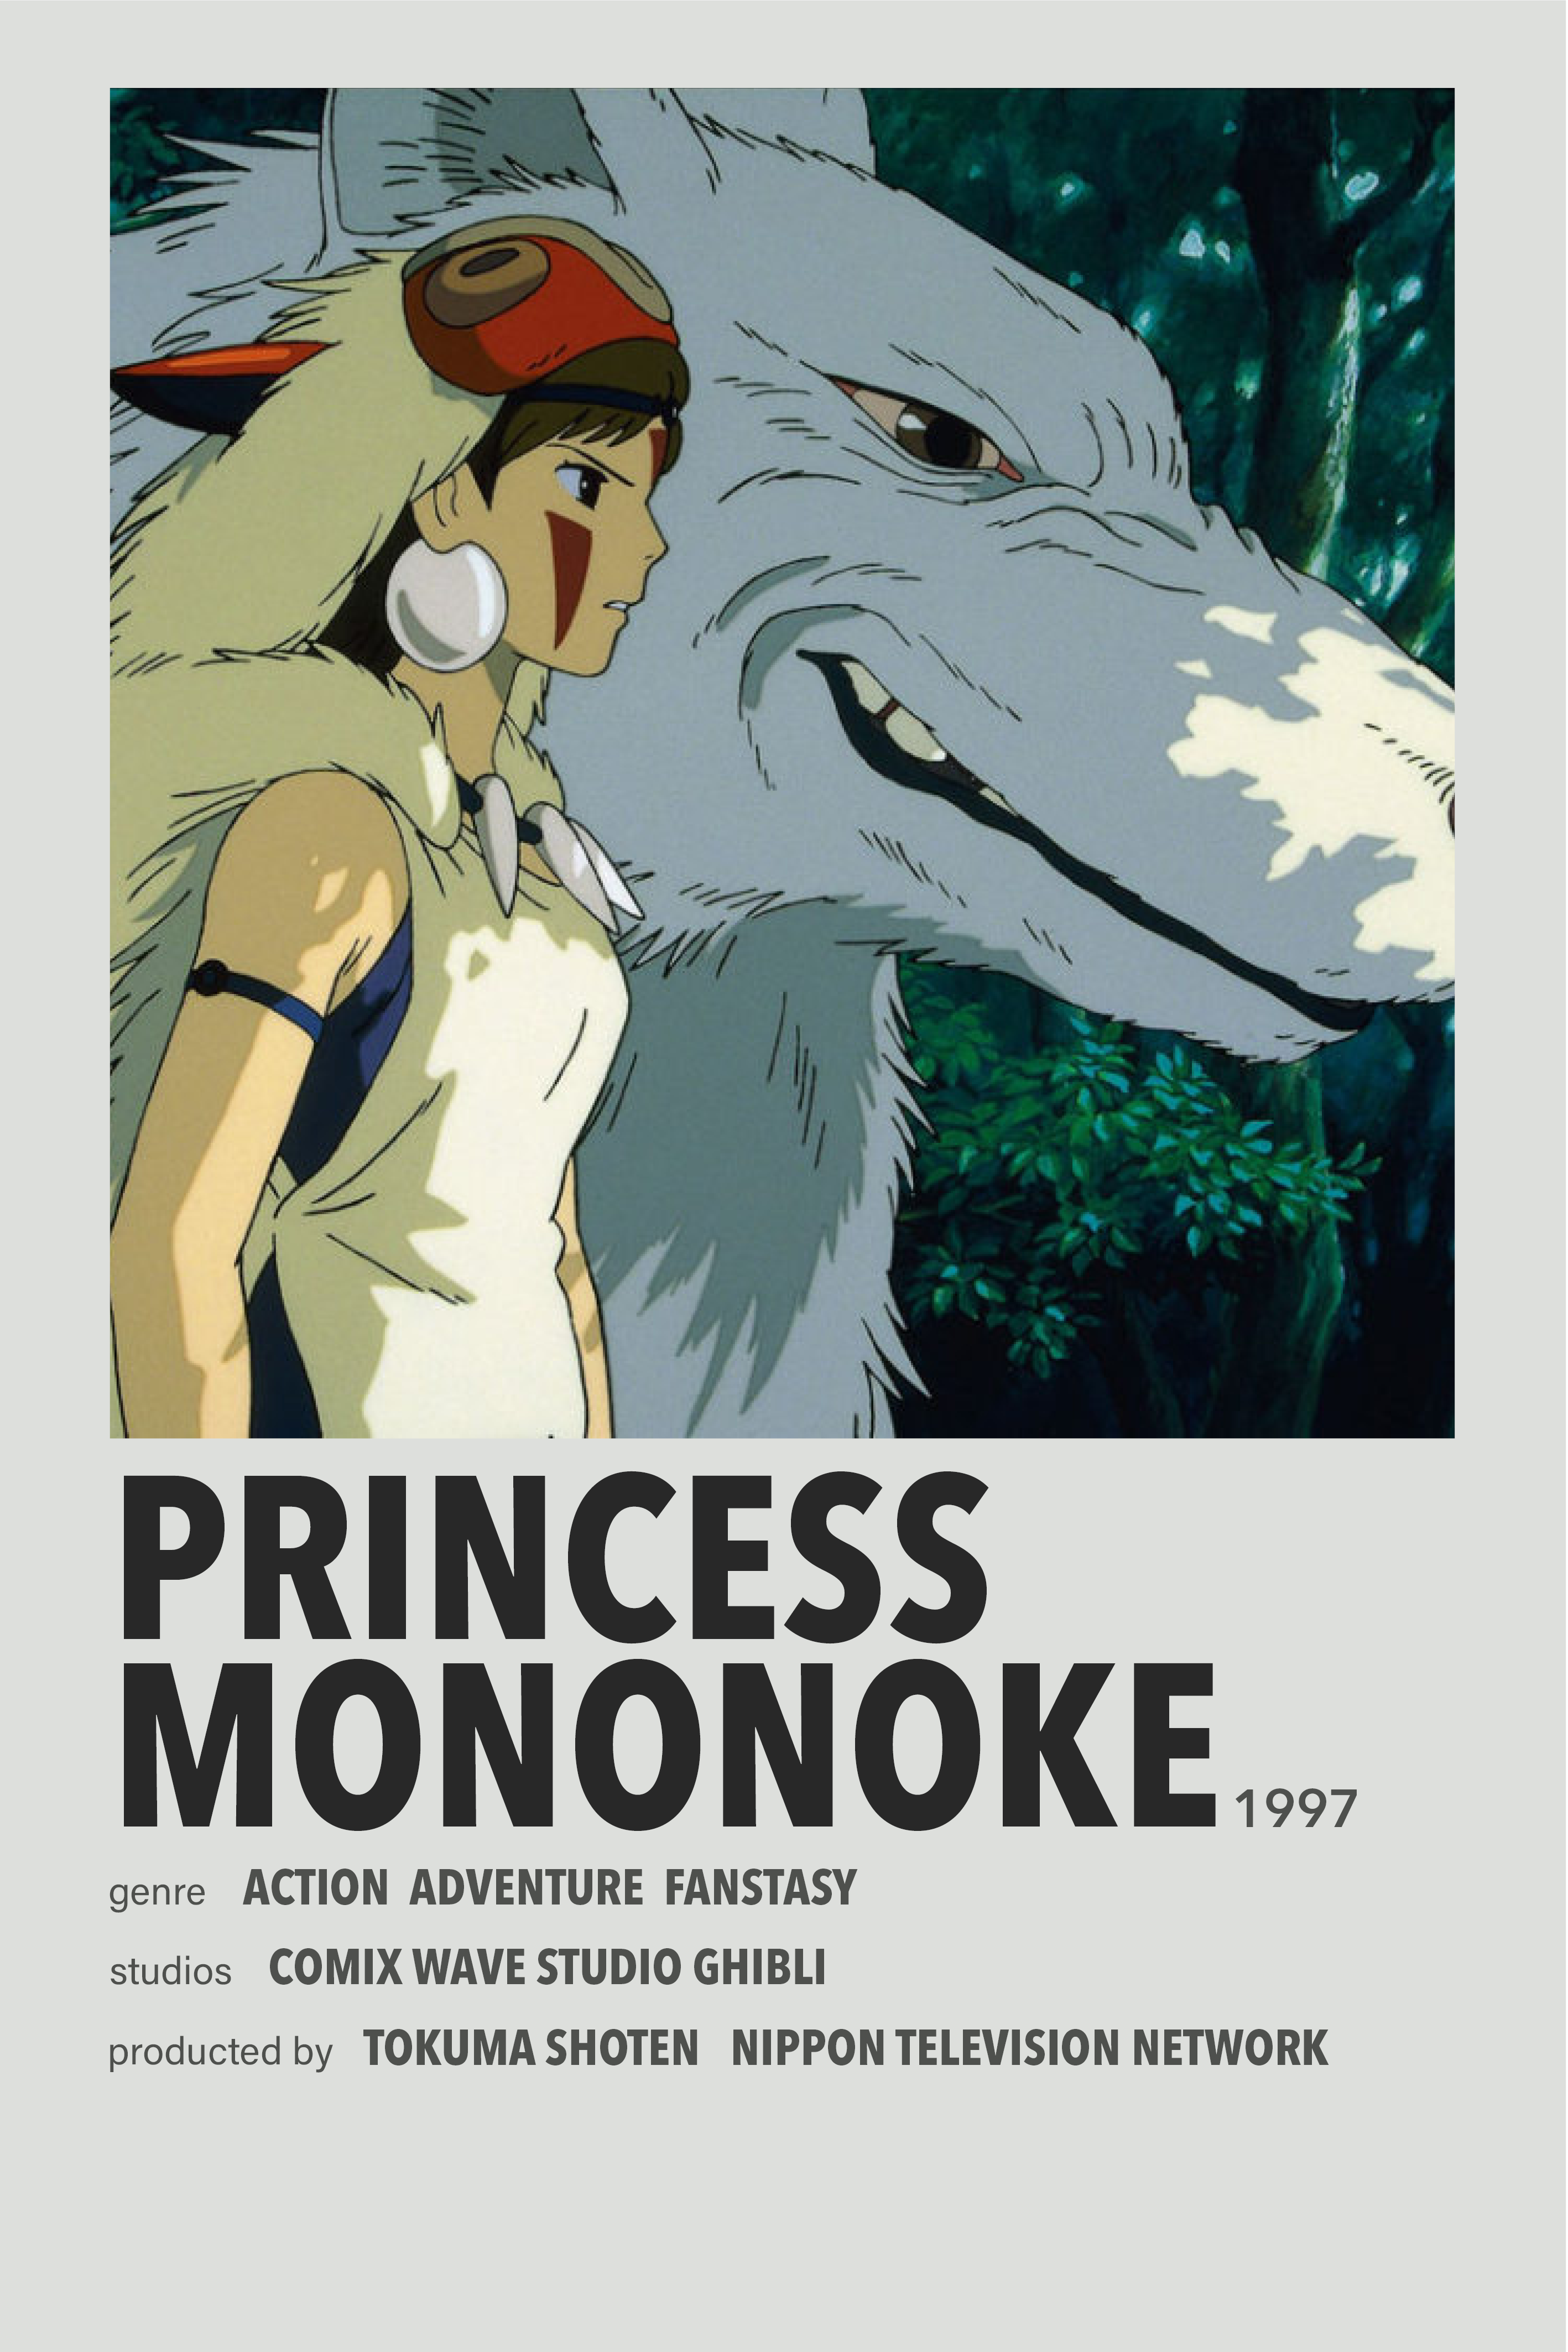 PRINCESS
MONONOKE 1997
genre ACTION ADVENTURE FANSTASY
studios COMIX WAVE STUDIO GHIBLI
producted by TOKUMA SHOTEN NIPPON TELEVISION NETWORK